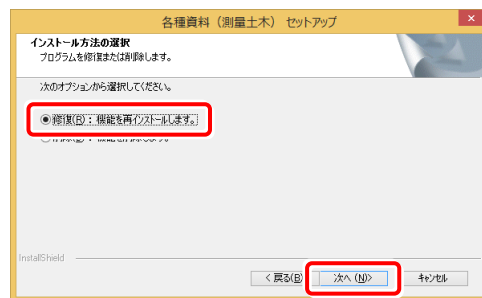 各種資料（測量土木） セットアップ
インストール方法の選択
プログラムを修復または削除します。
次のオプションから選択してください。
修復(R)：機能を再インストールします。
InstallShield
< 戻る(B)
次へ (N)>
キャンセル